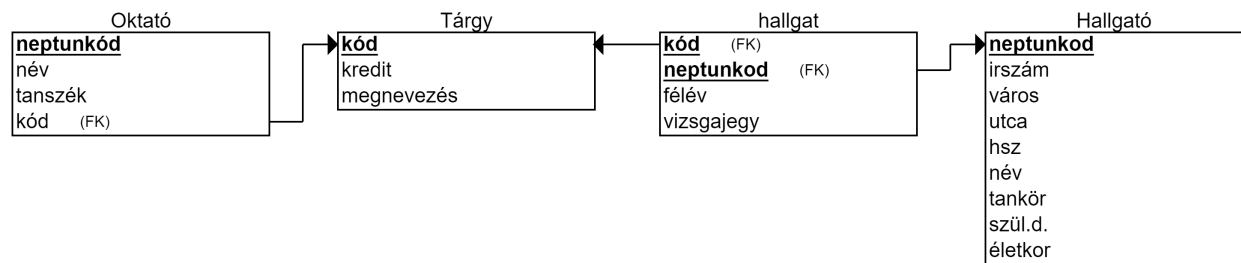 Oktató
neptunkód
név
tanszék
kód (FK)
Tárgy
kód
kredit
megnevezés
hallgat
kód (FK)
neptunkod (FK)
félév
vizsgajegy
Hallgató
neptunkod
irszám
város
utca
hsz
név
tankör
szül.d.
életkor